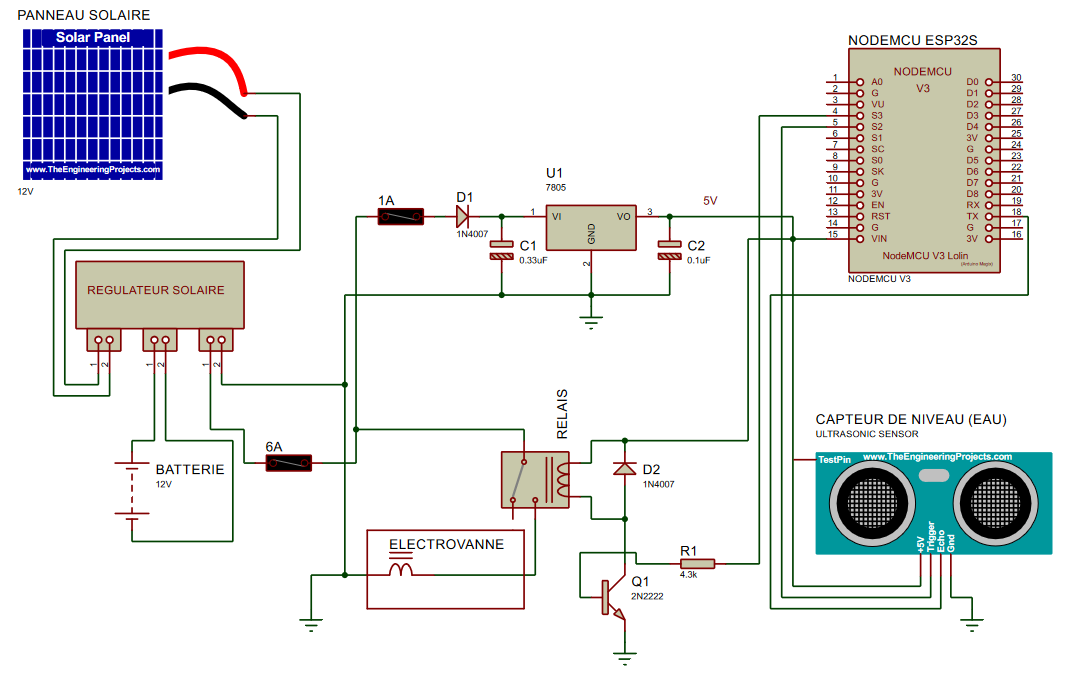 PANNEAU SOLAIRE
Solar Panel
www.TheEngineeringProjects.com
12V
NODEMCU ESP32S
NODEMCU
V3
1 A0 D0 30
2 G D1 29
3 VU D2 28
4 S3 D3 27
5 S2 D4 26
6 S1 3V 25
7 SC G 24
8 S0 D5 23
9 SK D6 22
10 G D7 21
11 3V D8 20
12 EN RX 19
13 RST TX 18
14 G G 17
15 VIN 3V 16
NodeMCU V3 Lolin
(Arduino Magix)
NODEMCU V3
1A
D1
1N4007
U1
7805
1 VI VO 3
GND
2
5V
C1
0.33uF
C2
0.1uF
REGULATEUR SOLAIRE
1 2 1 2 1 2
BATTERIE
12V
6A
RELAIS
D2
1N4007
ELECTROVANNE
R1
4.3k
Q1
2N2222
CAPTEUR DE NIVEAU (EAU)
ULTRASONIC SENSOR
TestPin
www.TheEngineeringProjects.com
+5V
Trigger
Echo
Gnd